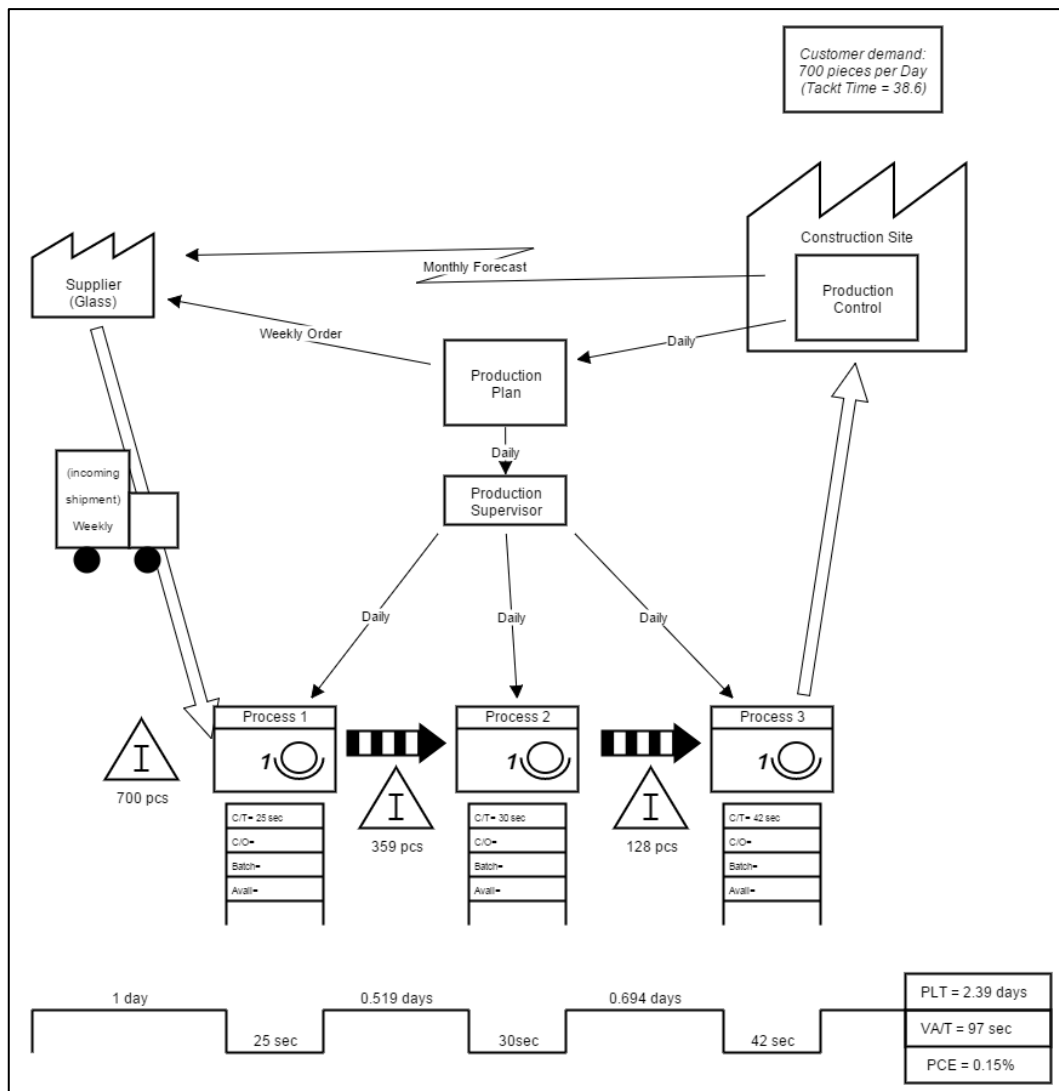 Customer demand:
700 pieces per Day
(Tackt Time = 38.6)
Construction Site
Production
Control
Monthly Forecast
Supplier
(Glass)
Weekly Order
Daily
Production
Plan
Daily
(incoming
shipment)
Weekly
Production
Supervisor
Daily
Daily
Daily
Process 1
1
Process 2
1
Process 3
1
I
700 pcs
I
359 pcs
I
128 pcs
C/T= 25 sec
C/O=
Batch=
Avail=
C/T= 30 sec
C/O=
Batch=
Avail=
C/T= 42 sec
C/O=
Batch=
Avail=
1 day
0.519 days
0.694 days
25 sec
30sec
42 sec
PLT = 2.39 days
VA/T = 97 sec
PCE = 0.15%